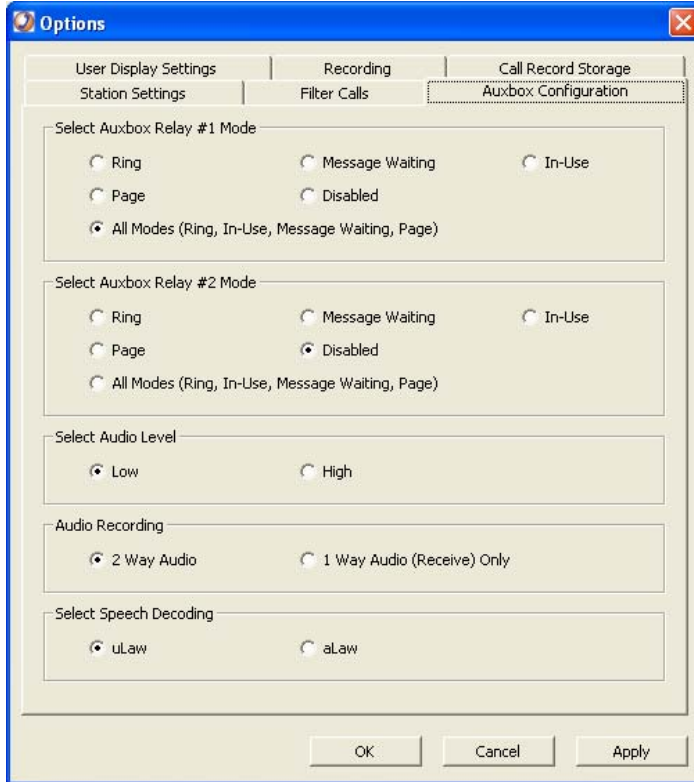 Options
User Display Settings Recording Call Record Storage
Station Settings Filter Calls Auxbox Configuration
Select Auxbox Relay #1 Mode
Ring Message Waiting In-Use
Page Disabled
All Modes (Ring, In-Use, Message Waiting, Page)
Select Auxbox Relay #2 Mode
Ring Message Waiting In-Use
Page Disabled
All Modes (Ring, In-Use, Message Waiting, Page)
Select Audio Level
Low High
Audio Recording
2 Way Audio 1 Way Audio (Receive) Only
Select Speech Decoding
uLaw aLaw
OK Cancel Apply